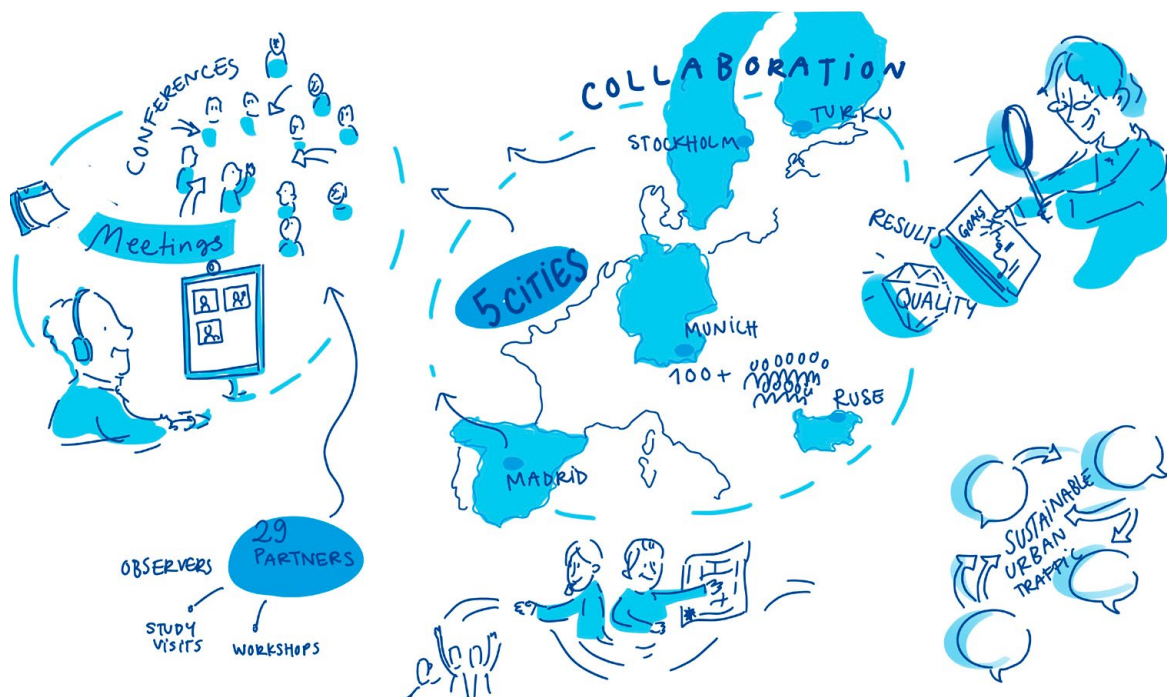 CONFERENCES
Meetings
29
PARTNERS
OBSERVERS
STUDY
VISITS
WORKSHOPS
COLLABORATION
STOCKHOLM
TURKU
5 CITIES
MUNICH
100+
RUSE
MADRID
RESULTS
GOALS
QUALITY
SUSTAINABLE
URBAN
TRAFFIC